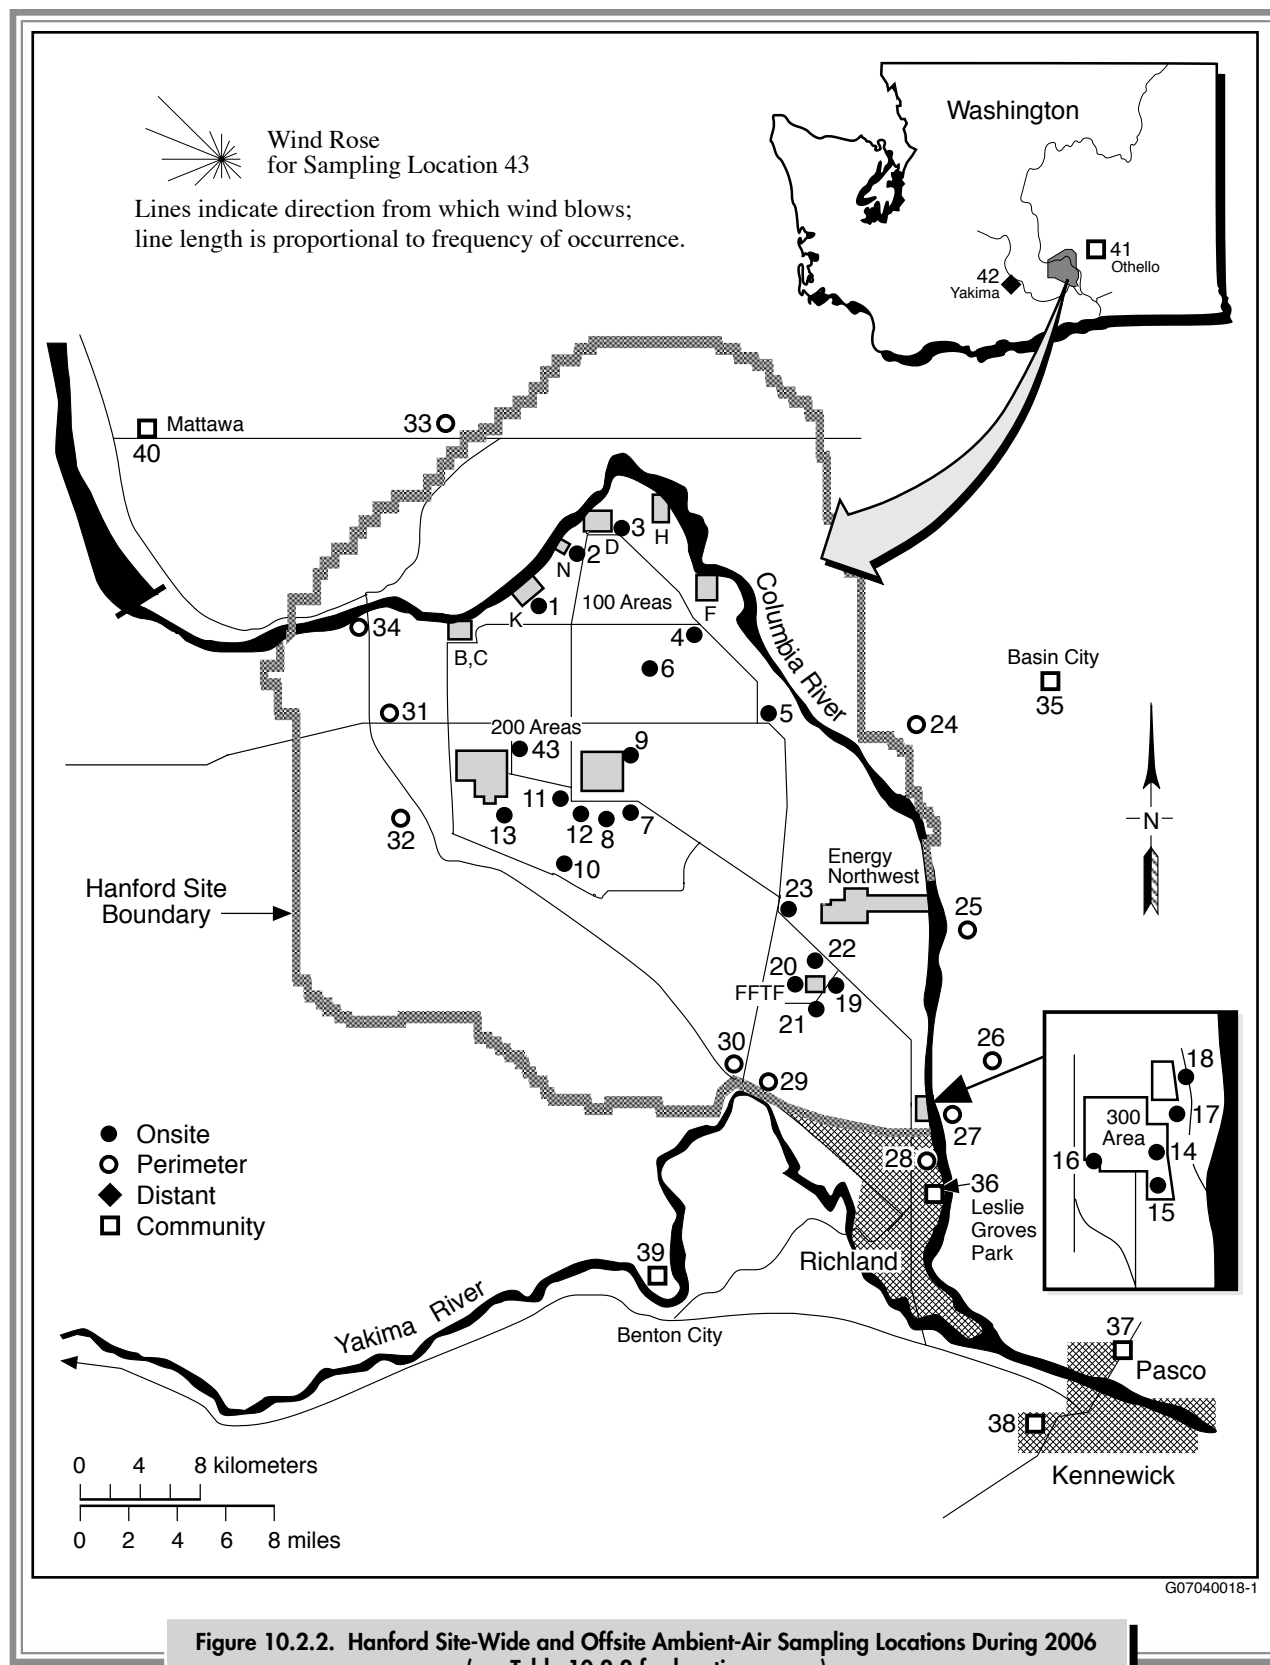 Washington
Wind Rose
for Sampling Location 43
Lines indicate direction from which wind blows;
line length is proportional to frequency of occurrence.
41
Othello
42
Yakima
Mattawa
40
33
3
H
D
2
N
100 Areas
1
K
F
Columbia River
34
B,C
4
6
Basin City
35
31
5
24
200 Areas
43
9
11
13
12
8
7
32
10
N
Energy
Northwest
Hanford Site
Boundary
23
25
22
20
FFTF
19
21
30
29
26
27
28
18
17
300
Area
14
16
15
Onsite
Perimeter
Distant
Community
36
Leslie
Groves
Park
Richland
39
Yakima River
Benton City
37
Pasco
38
Kennewick
0 4 8 kilometers
0 2 4 6 8 miles
G07040018-1
Figure 10.2.2. Hanford Site-Wide and Offsite Ambient-Air Sampling Locations During 2006